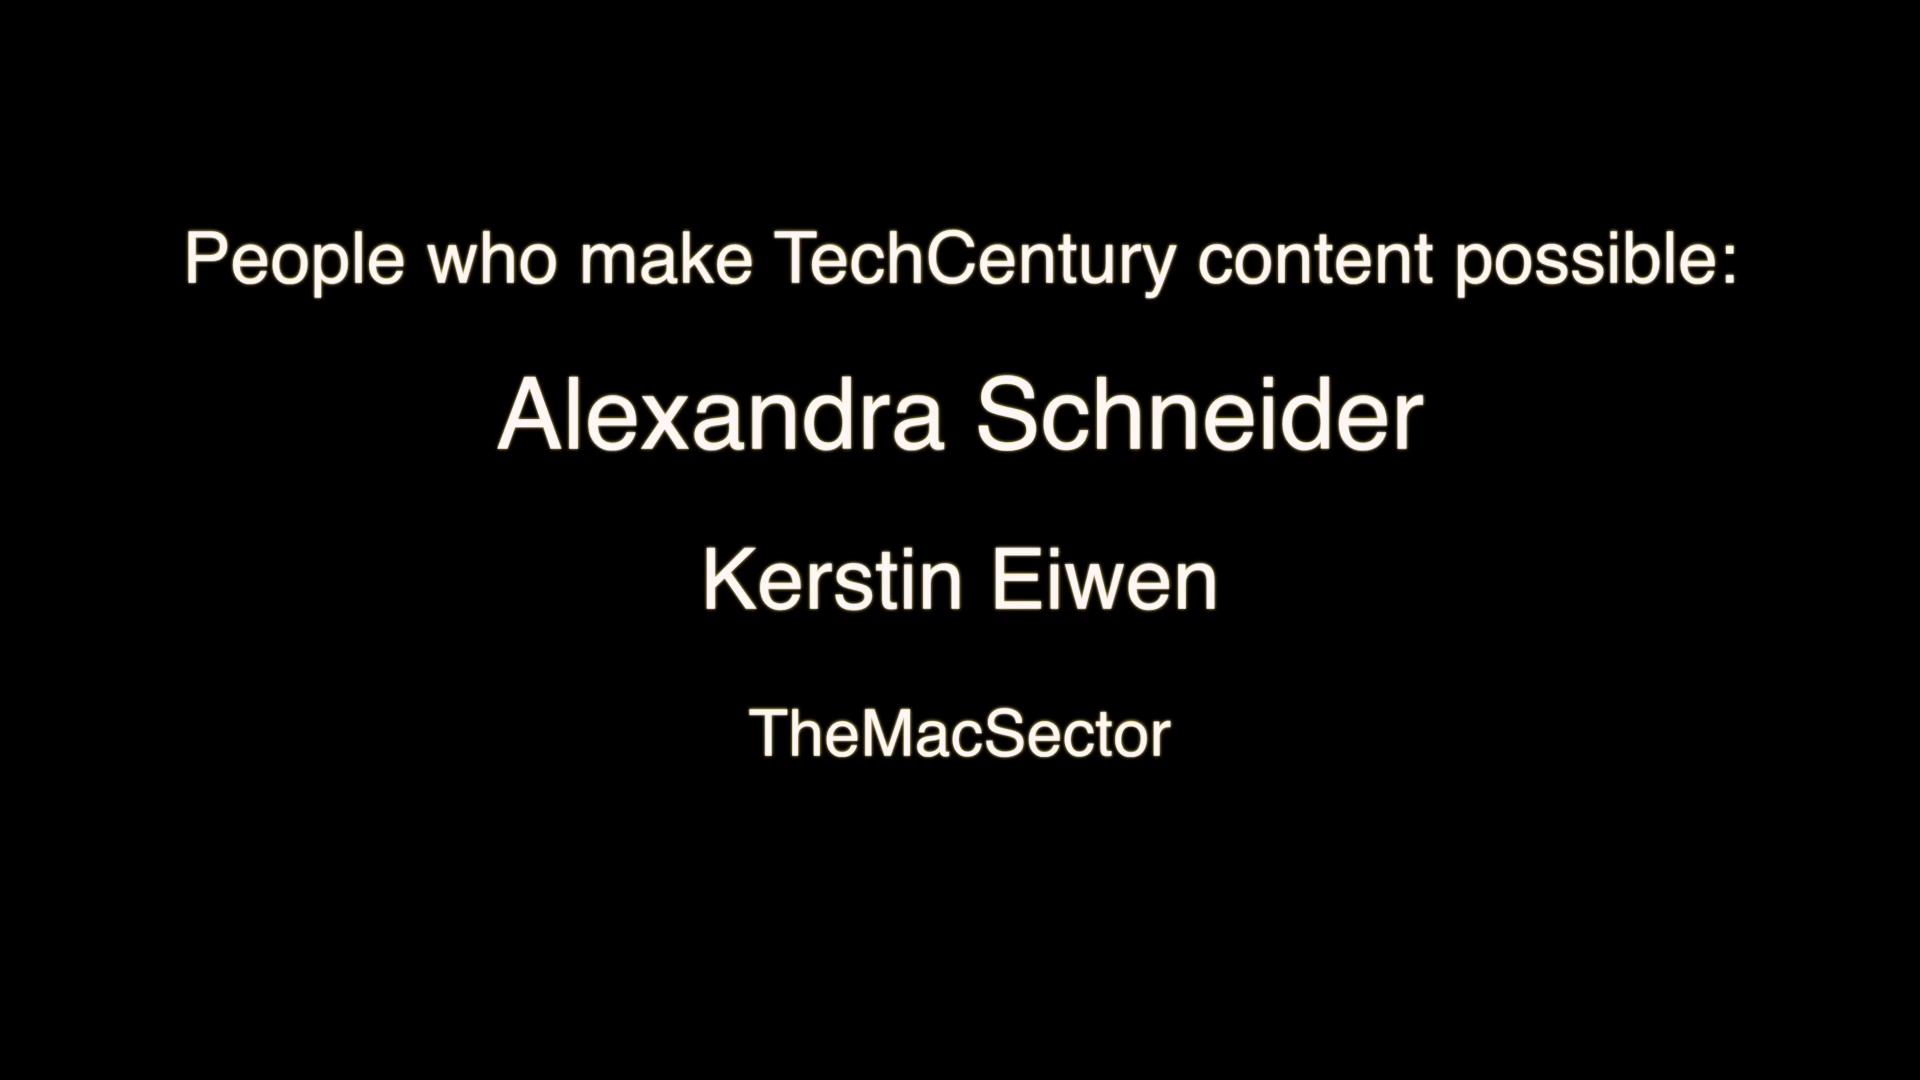 People who make TechCentury content possible:
Alexandra Schneider
Kerstin Eiwen
TheMacSector